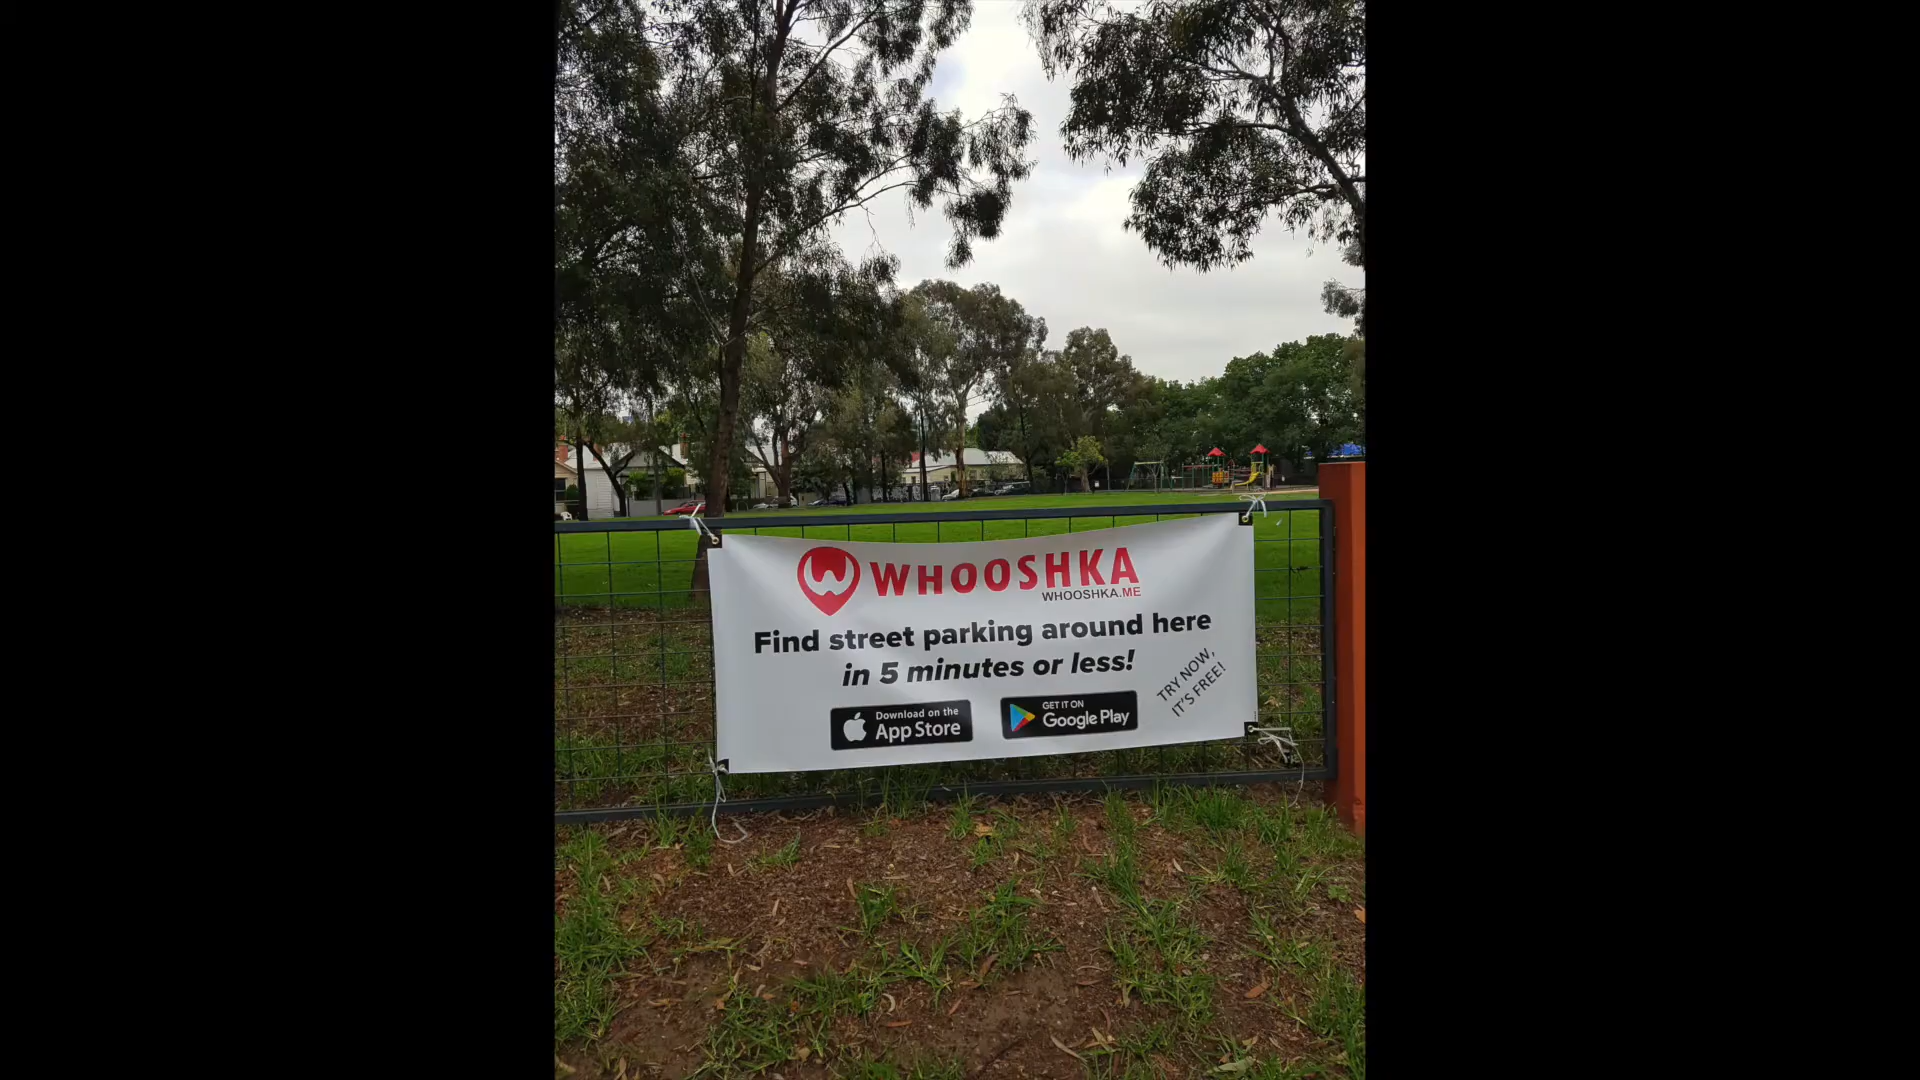 WHOOSHKA
WHOOSHKA.ME
Find street parking around here
in 5 minutes or less!
TRY NOW,
IT'S FREE!
Download on the
App Store
GET IT ON
Google Play